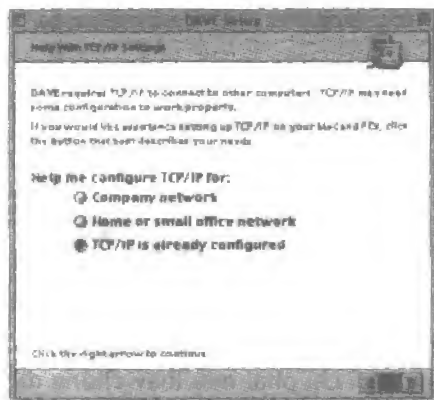 DAVE Setup
Help With TCP/IP Settings
DAVE requires TCP/IP to connect to other computers. TCP/IP may need
some configuration to work properly.
If you would like assistance setting up TCP/IP on your Mac and PCs, click
the button that best describes your needs.
Help me configure TCP/IP for:
Company network
Home or small office network
TCP/IP is already configured
Click the right arrow to continue.